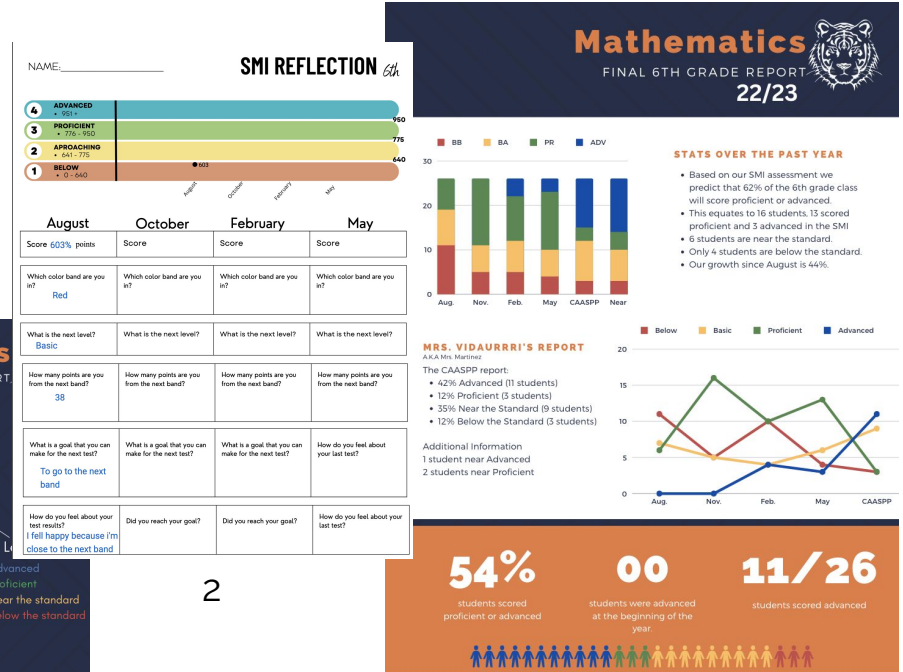 NAME:
SMI REFLECTION 6th
4 ADVANCED
• 951 +
950
3 PROFICIENT
• 776 - 950
775
2 APROACHING
• 641 - 775
640
1 BELOW
• 0 - 640
603
August October February May
August October February May
Score 603% points
Score
Score
Score
Which color band are you in?
Red
Which color band are you in?
Which color band are you in?
Which color band are you in?
What is the next level?
Basic
What is the next level?
What is the next level?
What is the next level?
How many points are you
from the next band?
38
How many points are you
from the next band?
How many points are you
from the next band?
How many points are you
from the next band?
What is a goal that you can
make for the next test?
To go to the next
band
What is a goal that you can
make for the next test?
What is a goal that you can
make for the next test?
How do you feel about
your last test?
How do you feel about your
test results?
I fell happy because i'm
close to the next band
Did you reach your goal?
Did you reach your goal?
How do you feel about your
last test?
2
the standard
the standard
Mathematics
FINAL 6TH GRADE REPORT
22/23
BB BA PR ADV
30
20
10
0
Aug. Nov. Feb. May CAASPP Near
STATS OVER THE PAST YEAR
• Based on our SMI assessment we
predict that 62% of the 6th grade class
will score proficient or advanced.
• This equates to 16 students, 13 scored
proficient and 3 advanced in the SMI
• 6 students are near the standard.
• Only 4 students are below the standard.
• Our growth since August is 44%.
MRS. VIDAURRRI'S REPORT
A.K.A Mrs. Martinez
The CAASPP report:
• 42% Advanced (11 students)
• 12% Proficient (3 students)
• 35% Near the Standard (9 students)
• 12% Below the Standard (3 students)
Additional Information
1 student near Advanced
2 students near Proficient
Below Basic Proficient Advanced
20
15
10
5
0
Aug. Nov. Feb. May CAASPP
54%
students scored
proficient or advanced
00
students were advanced
at the beginning of the
year.
11/26
students scored advanced